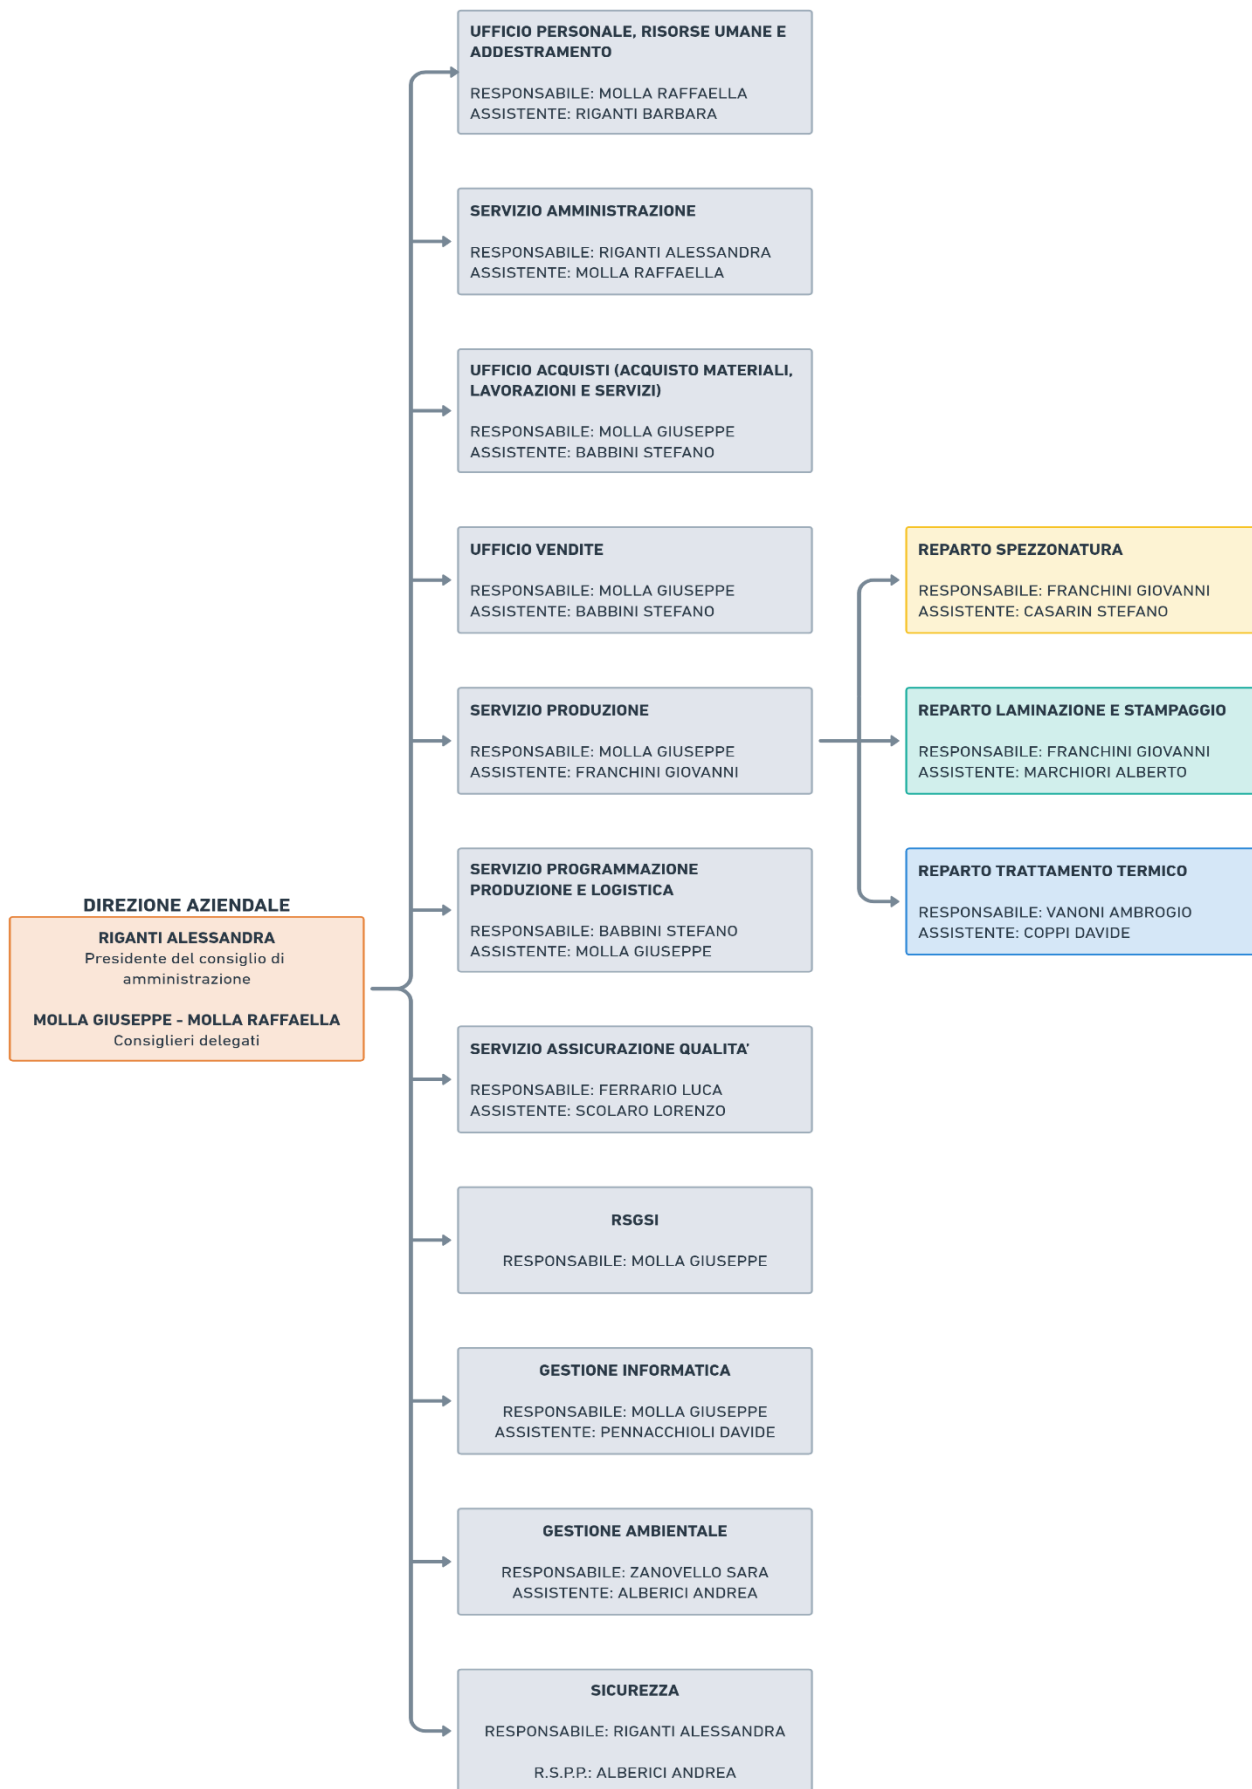 UFFICIO PERSONALE, RISORSE UMANE E
ADDESTRAMENTO
RESPONSABILE: MOLLA RAFFAELLA
ASSISTENTE: RIGANTI BARBARA
SERVIZIO AMMINISTRAZIONE
RESPONSABILE: RIGANTI ALESSANDRA
ASSISTENTE: MOLLA RAFFAELLA
UFFICIO ACQUISTI (ACQUISTO MATERIALI,
LAVORAZIONI E SERVIZI)
RESPONSABILE: MOLLA GIUSEPPE
ASSISTENTE: BABBINI STEFANO
UFFICIO VENDITE
RESPONSABILE: MOLLA GIUSEPPE
ASSISTENTE: BABBINI STEFANO
REPARTO SPEZZONATURA
RESPONSABILE: FRANCHINI GIOVANNI
ASSISTENTE: CASARIN STEFANO
SERVIZIO PRODUZIONE
RESPONSABILE: MOLLA GIUSEPPE
ASSISTENTE: FRANCHINI GIOVANNI
REPARTO LAMINAZIONE E STAMPAGGIO
RESPONSABILE: FRANCHINI GIOVANNI
ASSISTENTE: MARCHIORI ALBERTO
SERVIZIO PROGRAMMAZIONE
PRODUZIONE E LOGISTICA
RESPONSABILE: BABBINI STEFANO
ASSISTENTE: MOLLA GIUSEPPE
REPARTO TRATTAMENTO TERMICO
RESPONSABILE: VANONI AMBROGIO
ASSISTENTE: COPPI DAVIDE
DIREZIONE AZIENDALE
RIGANTI ALESSANDRA
Presidente del consiglio di
amministrazione
MOLLA GIUSEPPE - MOLLA RAFFAELLA
Consiglieri delegati
SERVIZIO ASSICURAZIONE QUALITA'
RESPONSABILE: FERRARIO LUCA
ASSISTENTE: SCOLARO LORENZO
RSGSI
RESPONSABILE: MOLLA GIUSEPPE
GESTIONE INFORMATICA
RESPONSABILE: MOLLA GIUSEPPE
ASSISTENTE: PENNACCHIOLI DAVIDE
GESTIONE AMBIENTALE
RESPONSABILE: ZANOVELLO SARA
ASSISTENTE: ALBERICI ANDREA
SICUREZZA
RESPONSABILE: RIGANTI ALESSANDRA
R.S.P.P.: ALBERICI ANDREA